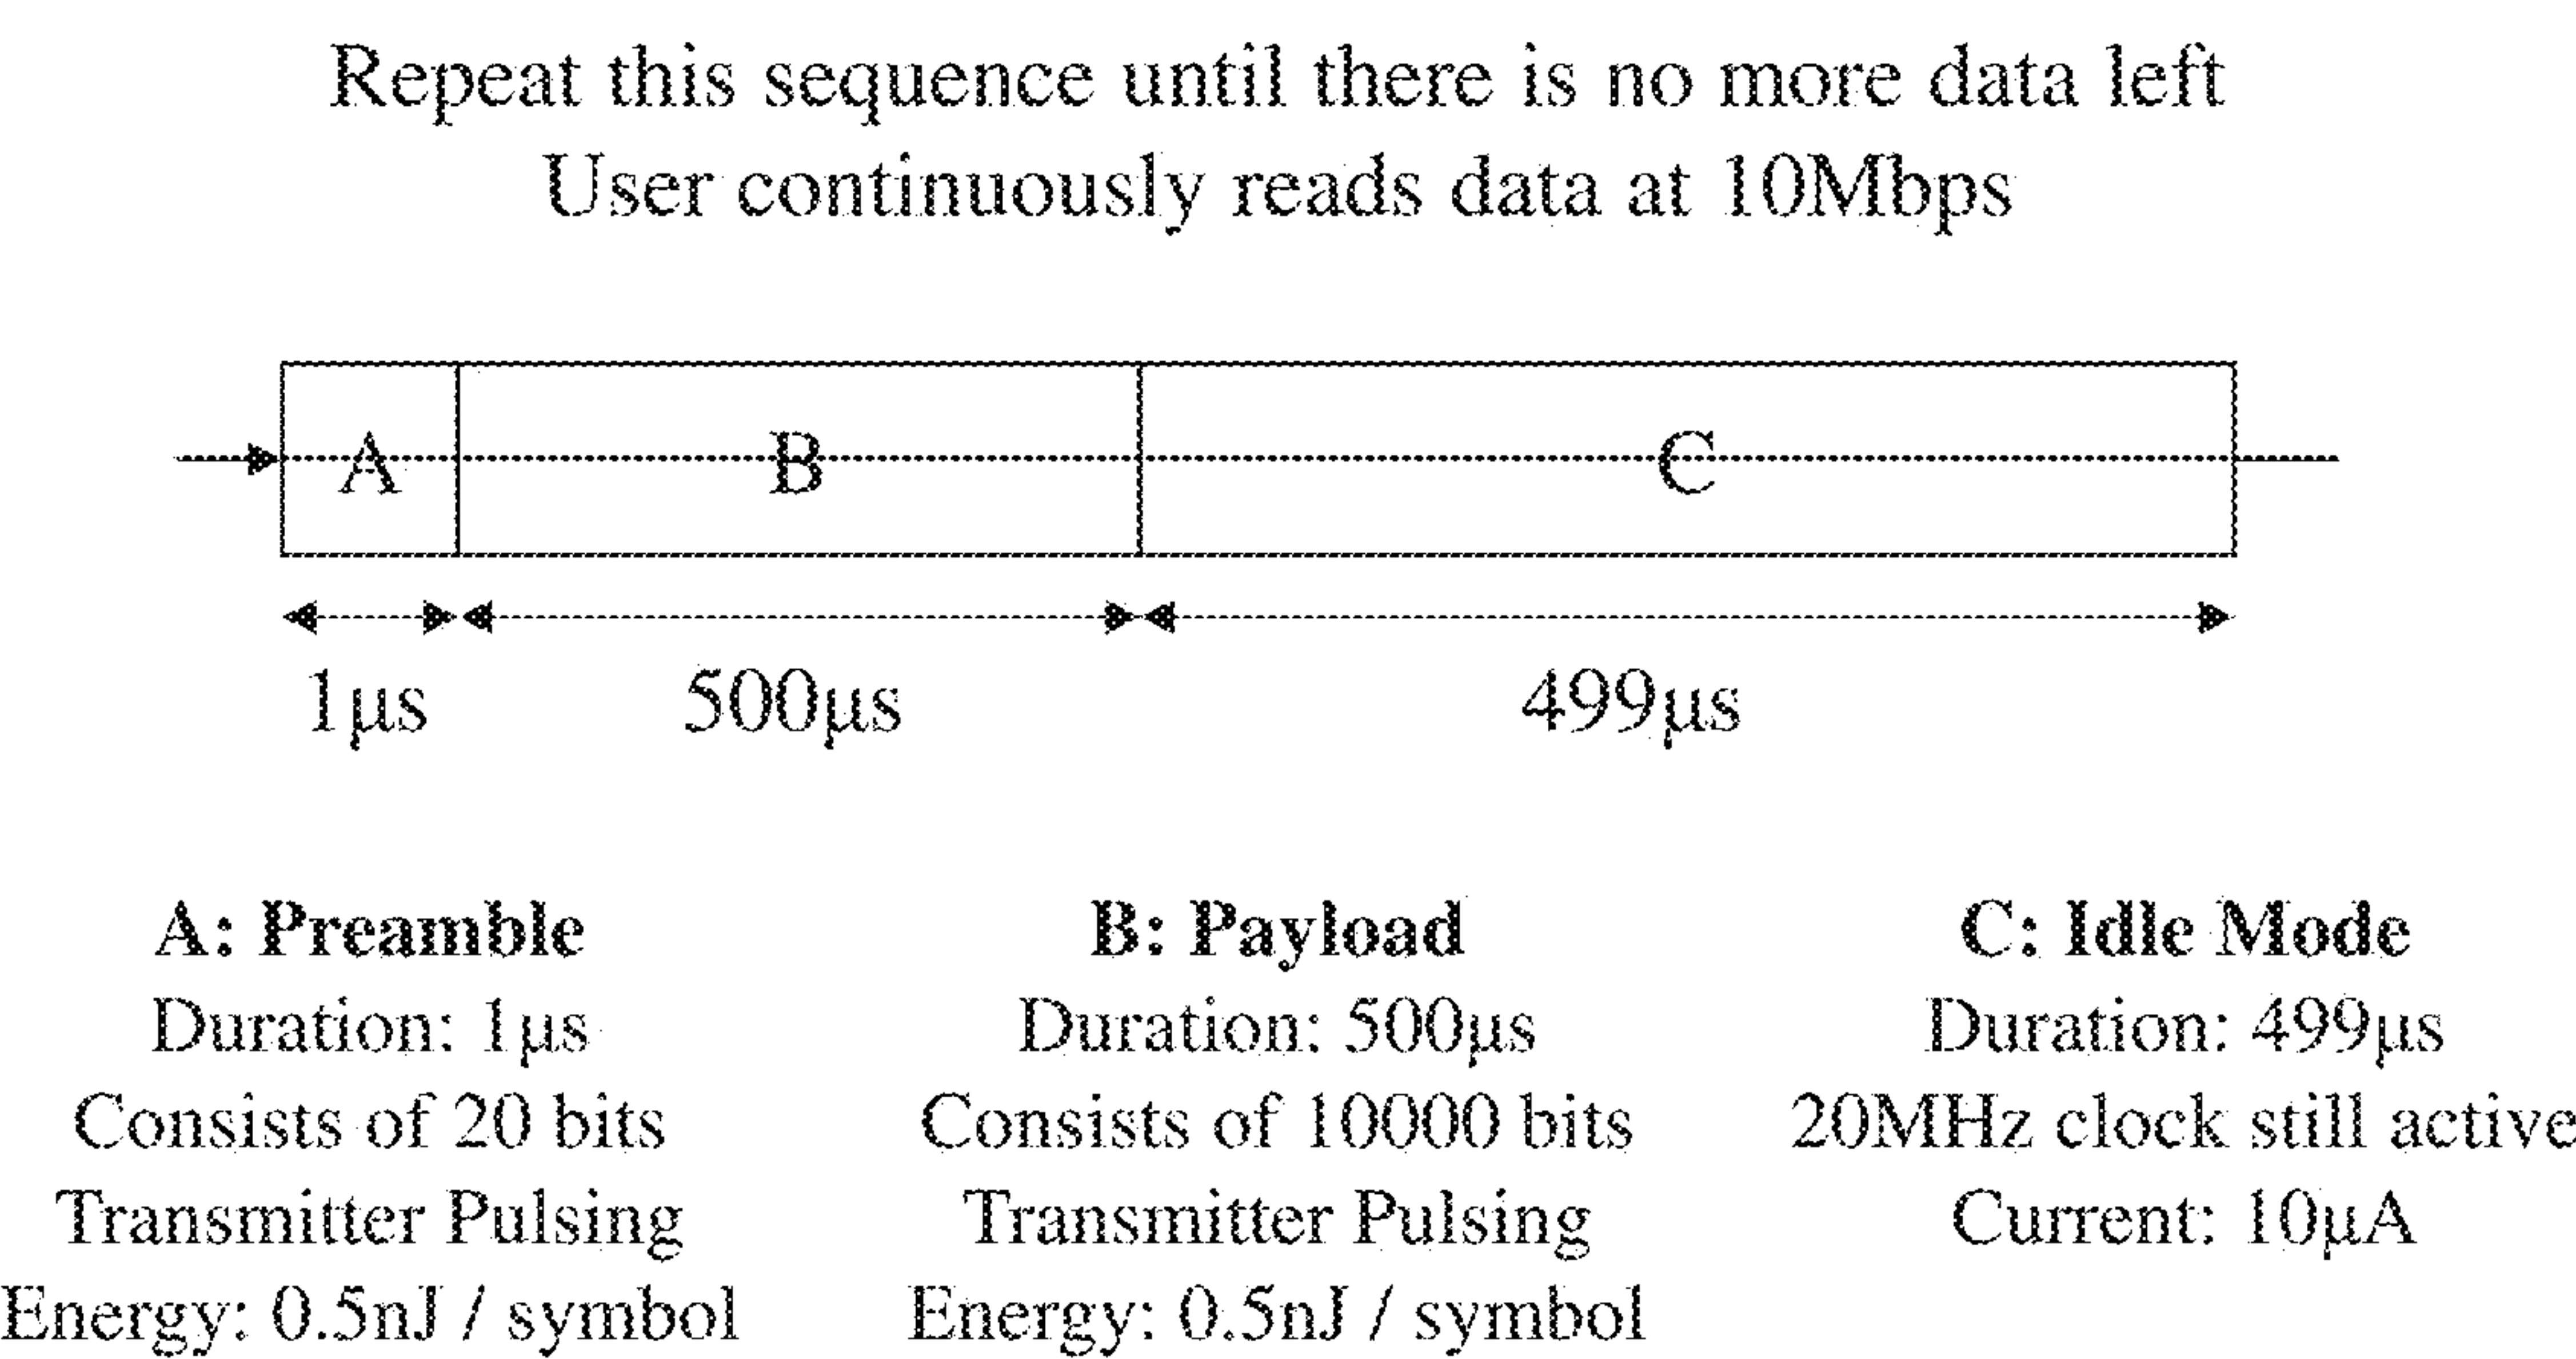 Repeat this sequence until there is no more data left
User continuously reads data at 10Mbps
A B C
1µs 500µs 499µs
A: Preamble
Duration: 1µs
Consists of 20 bits
Transmitter Pulsing
Energy: 0.5nJ / symbol
B: Payload
Duration: 500µs
Consists of 10000 bits
Transmitter Pulsing
Energy: 0.5nJ / symbol
C: Idle Mode
Duration: 499µs
20MHz clock still active
Current: 10µA